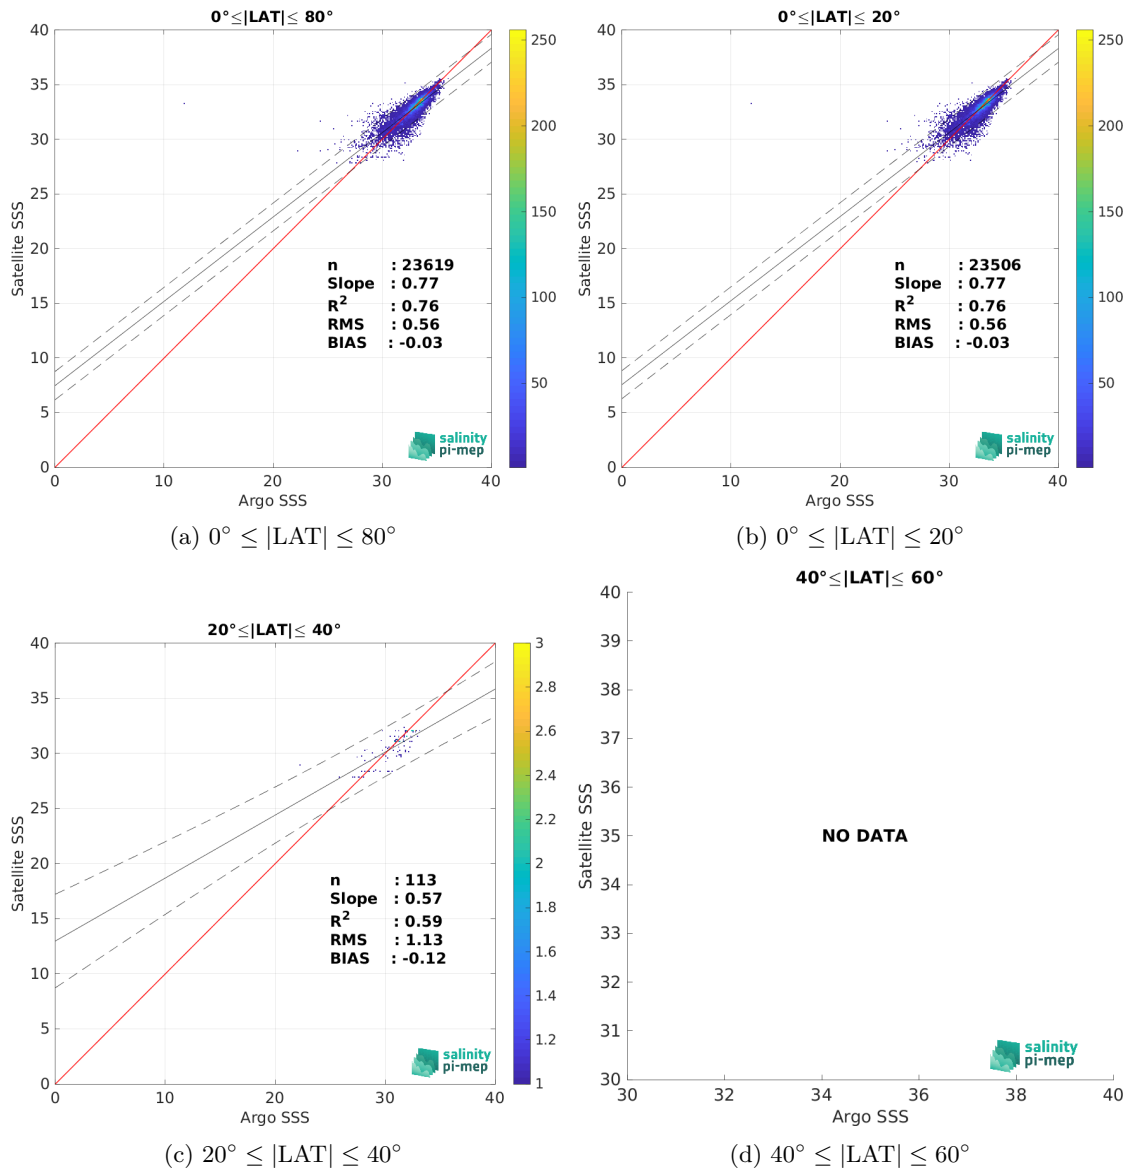 0°≤|LAT|≤ 80°
40
35
30
25
20
15
10
5
0
Satellite SSS
0
10
20
30
40
Argo SSS
n : 23619
Slope : 0.77
R² : 0.76
RMS : 0.56
BIAS : -0.03
salinity
pi-mep
250
200
150
100
50
(a) 0° ≤ |LAT| ≤ 80°
0°≤|LAT|≤ 20°
40
35
30
25
20
15
10
5
0
Satellite SSS
0
10
20
30
40
Argo SSS
n : 23506
Slope : 0.77
R² : 0.76
RMS : 0.56
BIAS : -0.03
salinity
pi-mep
250
200
150
100
50
(b) 0° ≤ |LAT| ≤ 20°
20°≤|LAT|≤ 40°
40
35
30
25
20
15
10
5
0
Satellite SSS
0
10
20
30
40
Argo SSS
n : 113
Slope : 0.57
R² : 0.59
RMS : 1.13
BIAS : -0.12
salinity
pi-mep
3
2.8
2.6
2.4
2.2
2
1.8
1.6
1.4
1.2
1
(c) 20° ≤ |LAT| ≤ 40°
40°≤|LAT|≤ 60°
40
39
38
37
36
35
34
33
32
31
30
Satellite SSS
NO DATA
salinity
pi-mep
30
32
34
36
38
40
Argo SSS
(d) 40° ≤ |LAT| ≤ 60°